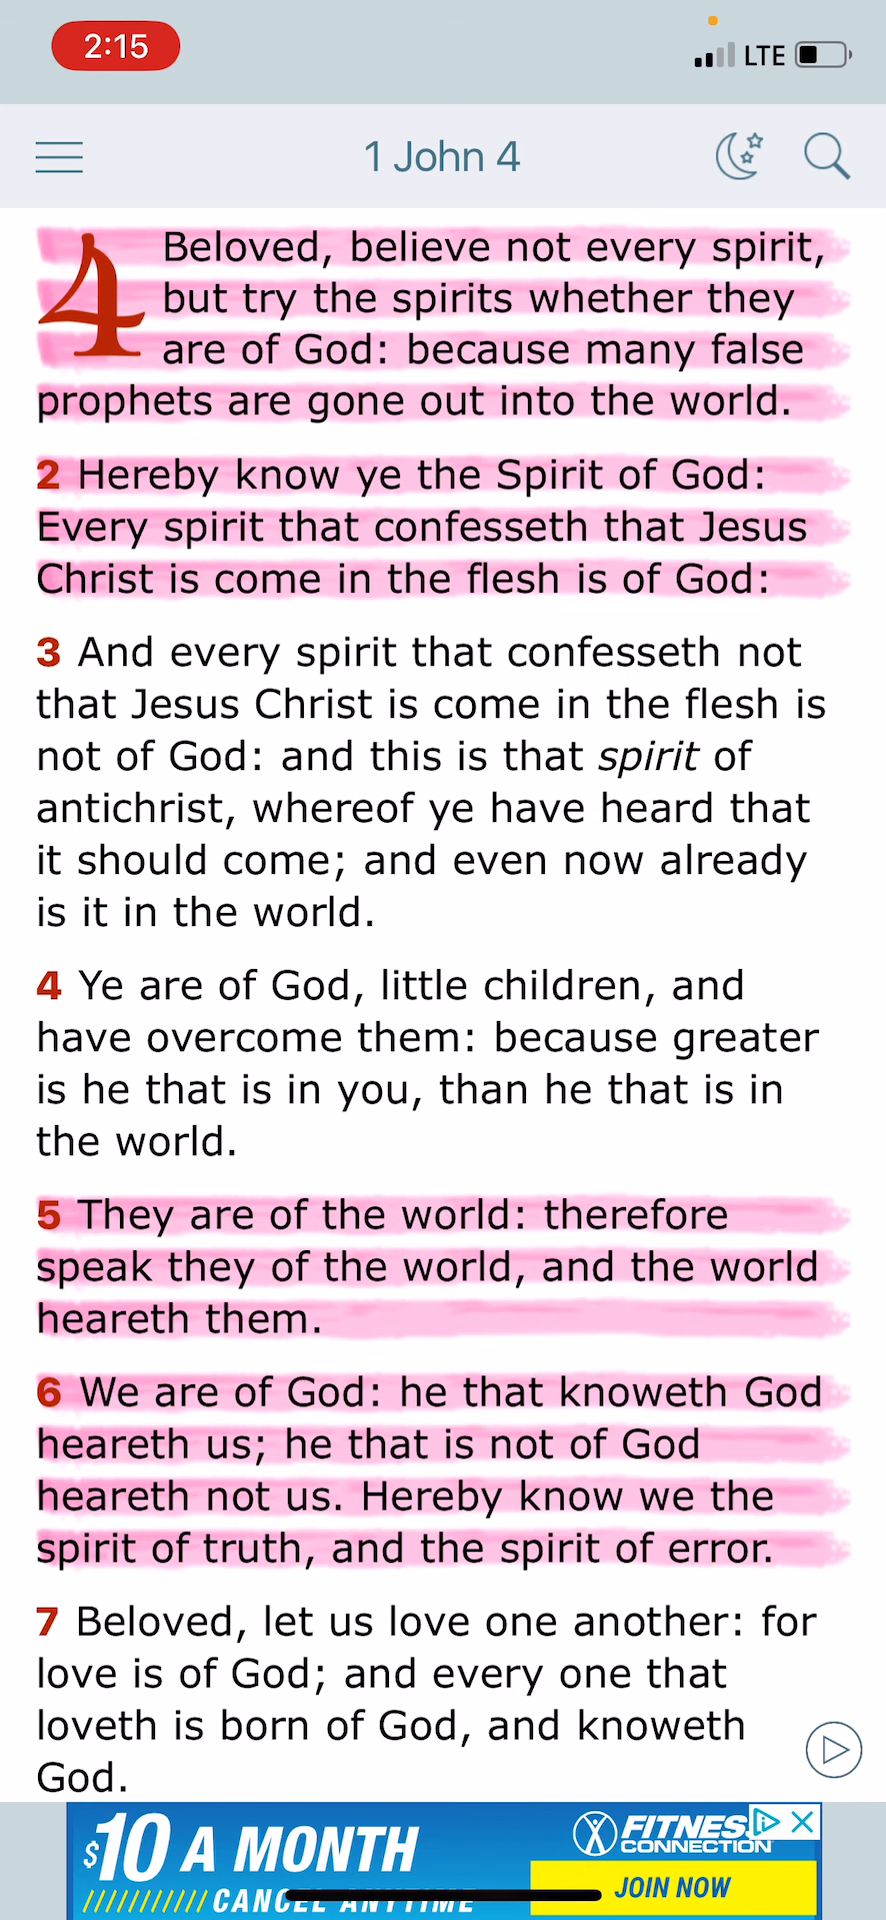 2:15
LTE
1 John 4
4 Beloved, believe not every spirit,
but try the spirits whether they
are of God: because many false
prophets are gone out into the world.
2 Hereby know ye the Spirit of God:
Every spirit that confesseth that Jesus
Christ is come in the flesh is of God:
3 And every spirit that confesseth not
that Jesus Christ is come in the flesh is
not of God: and this is that spirit of
antichrist, whereof ye have heard that
it should come; and even now already
is it in the world.
4 Ye are of God, little children, and
have overcome them: because greater
is he that is in you, than he that is in
the world.
5 They are of the world: therefore
speak they of the world, and the world
heareth them.
6 We are of God: he that knoweth God
heareth us; he that is not of God
heareth not us. Hereby know we the
spirit of truth, and the spirit of error.
7 Beloved, let us love one another: for
love is of God; and every one that
loveth is born of God, and knoweth
God.
$10 A MONTH
CANCEL ANYTIME
FITNESS
CONNECTION
JOIN NOW